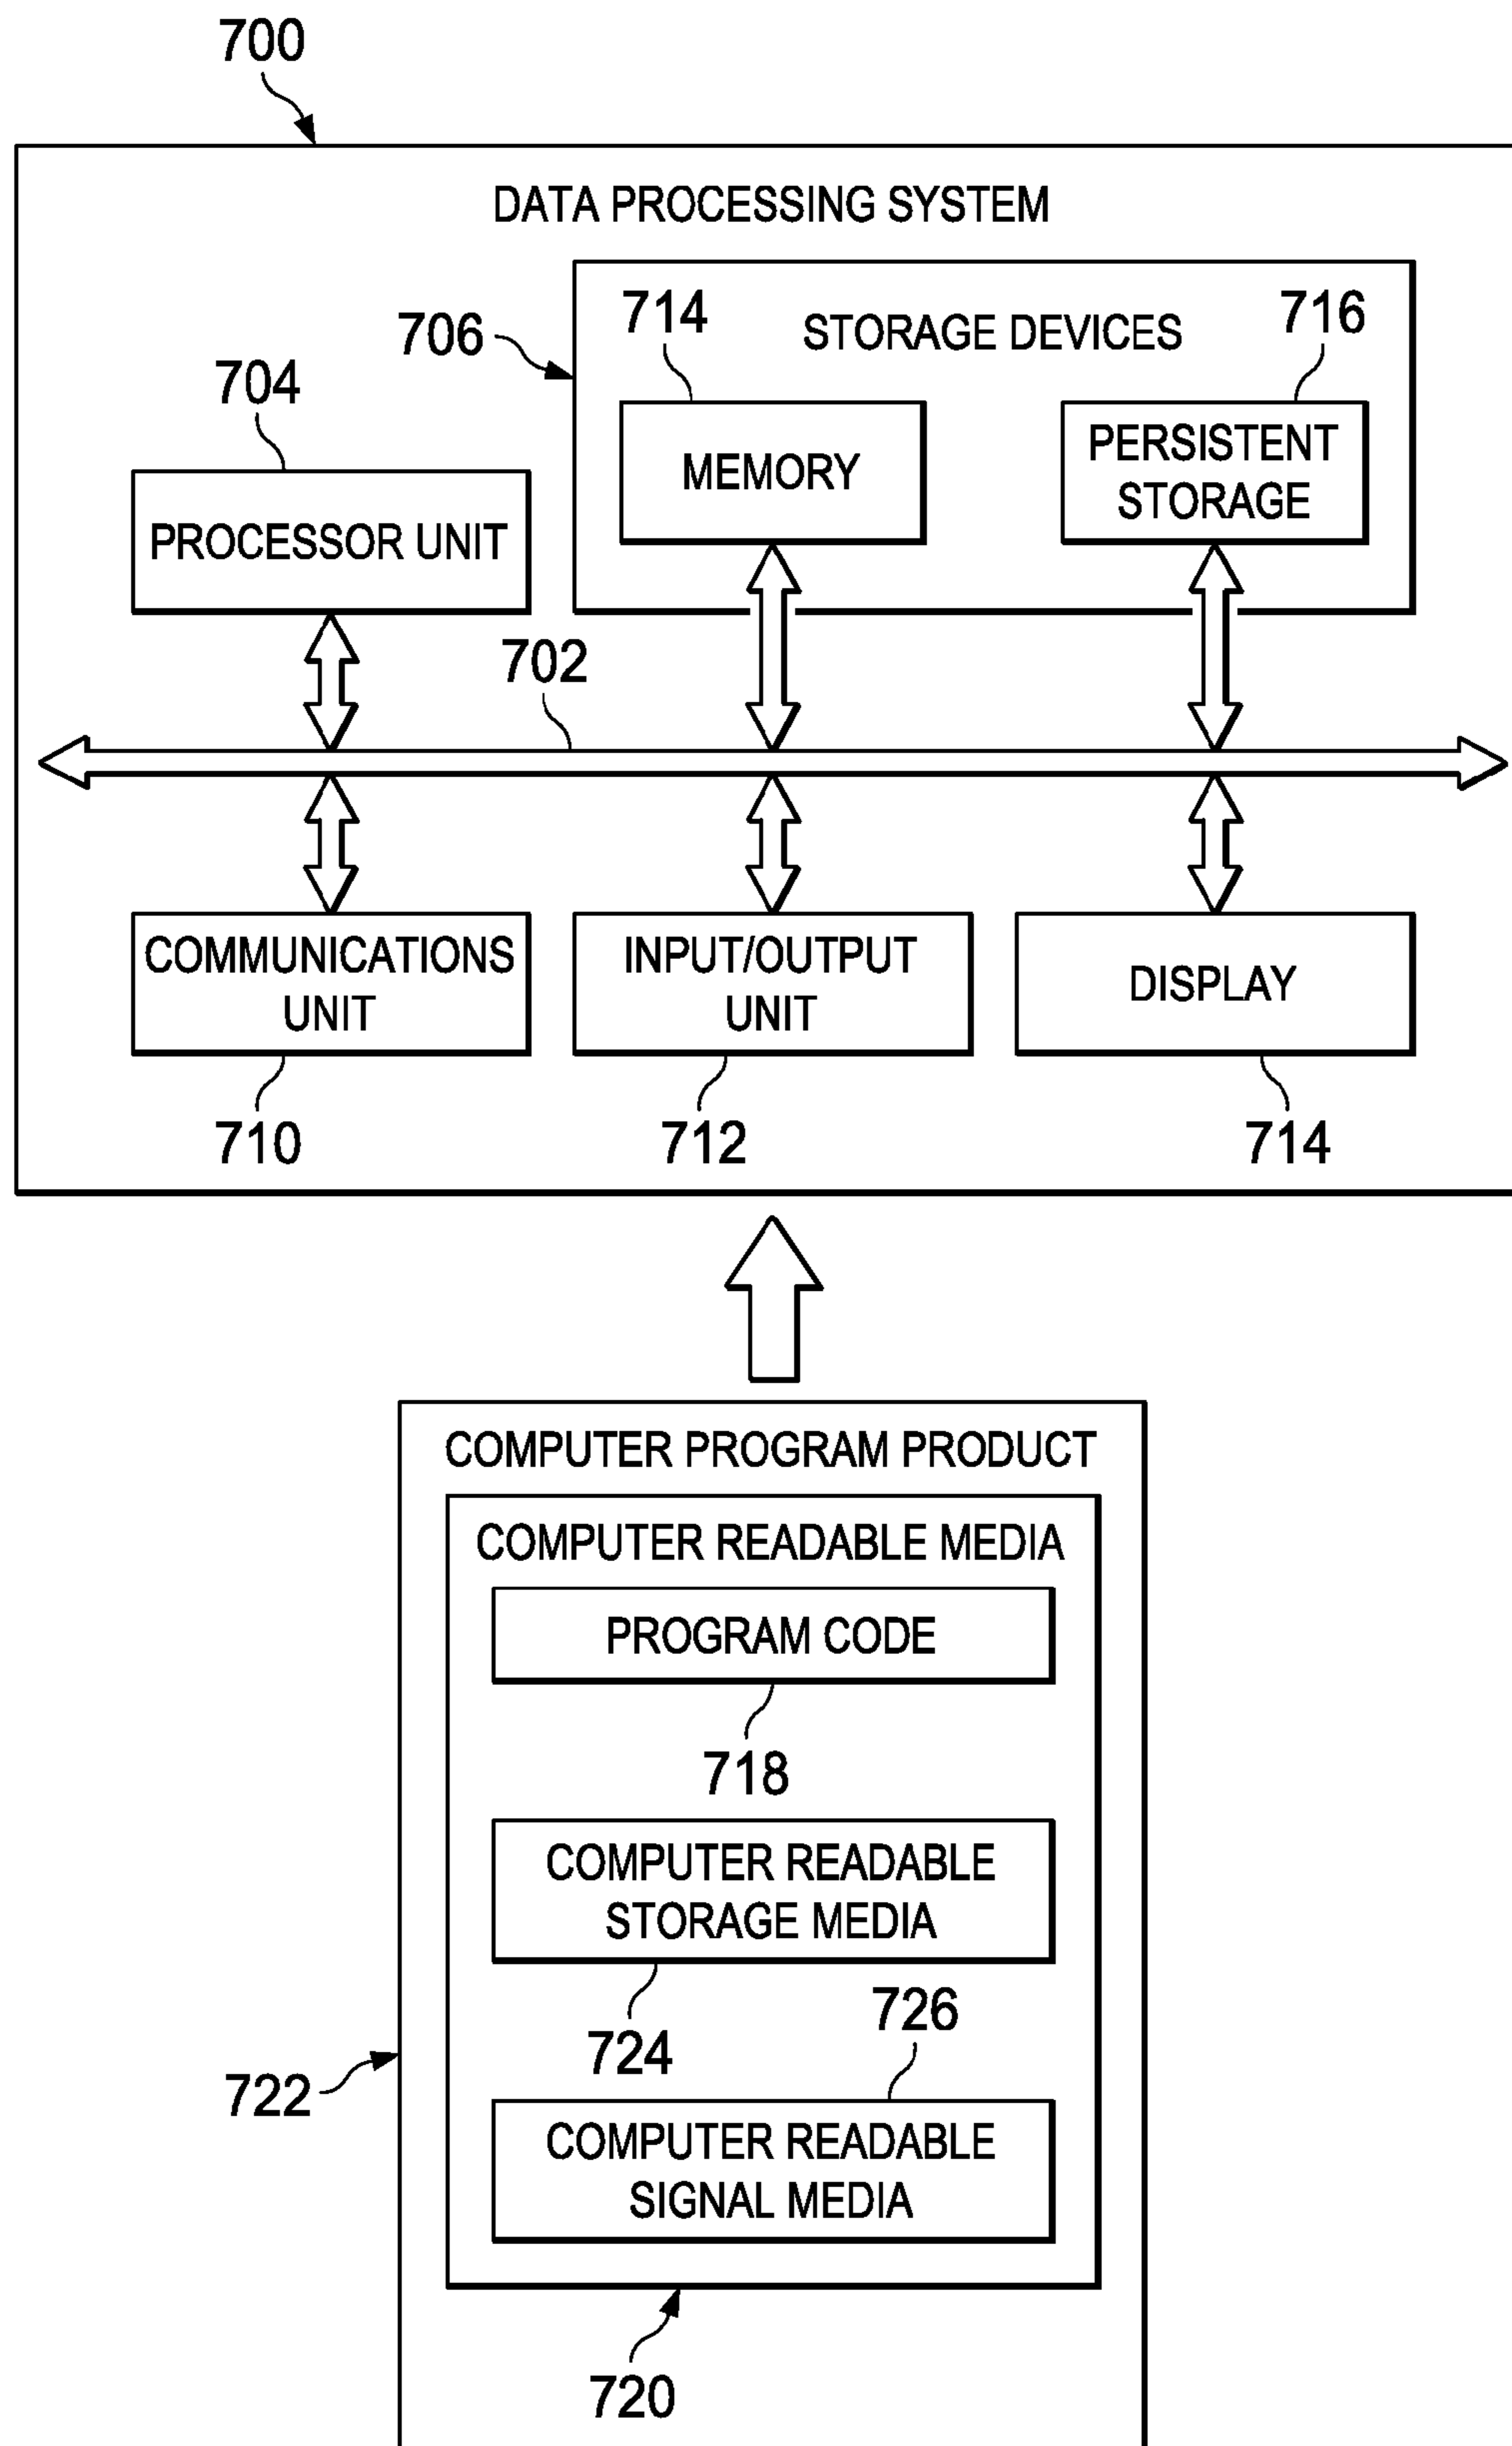 700
DATA PROCESSING SYSTEM
706
714
STORAGE DEVICES
716
704
MEMORY
PERSISTENT
STORAGE
PROCESSOR UNIT
702
COMMUNICATIONS
UNIT
INPUT/OUTPUT
UNIT
DISPLAY
710
712
714
COMPUTER PROGRAM PRODUCT
COMPUTER READABLE MEDIA
PROGRAM CODE
718
COMPUTER READABLE
STORAGE MEDIA
724
726
722
COMPUTER READABLE
SIGNAL MEDIA
720